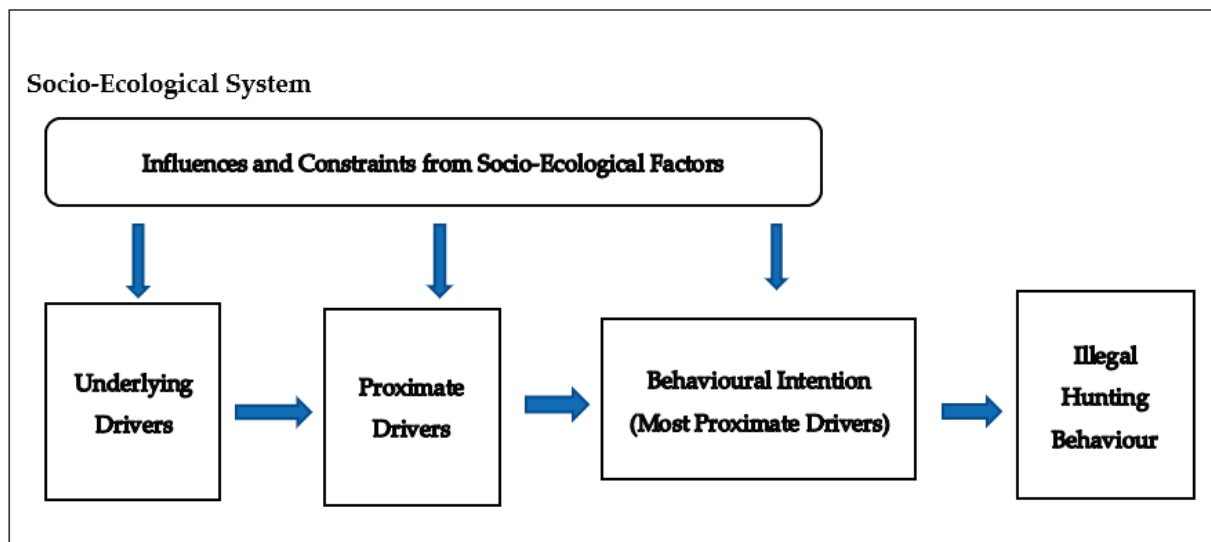 Socio-Ecological System
Influences and Constraints from Socio-Ecological Factors
Underlying
Drivers
Proximate
Drivers
Behavioural Intention
(Most Proximate Drivers)
Illegal
Hunting
Behaviour